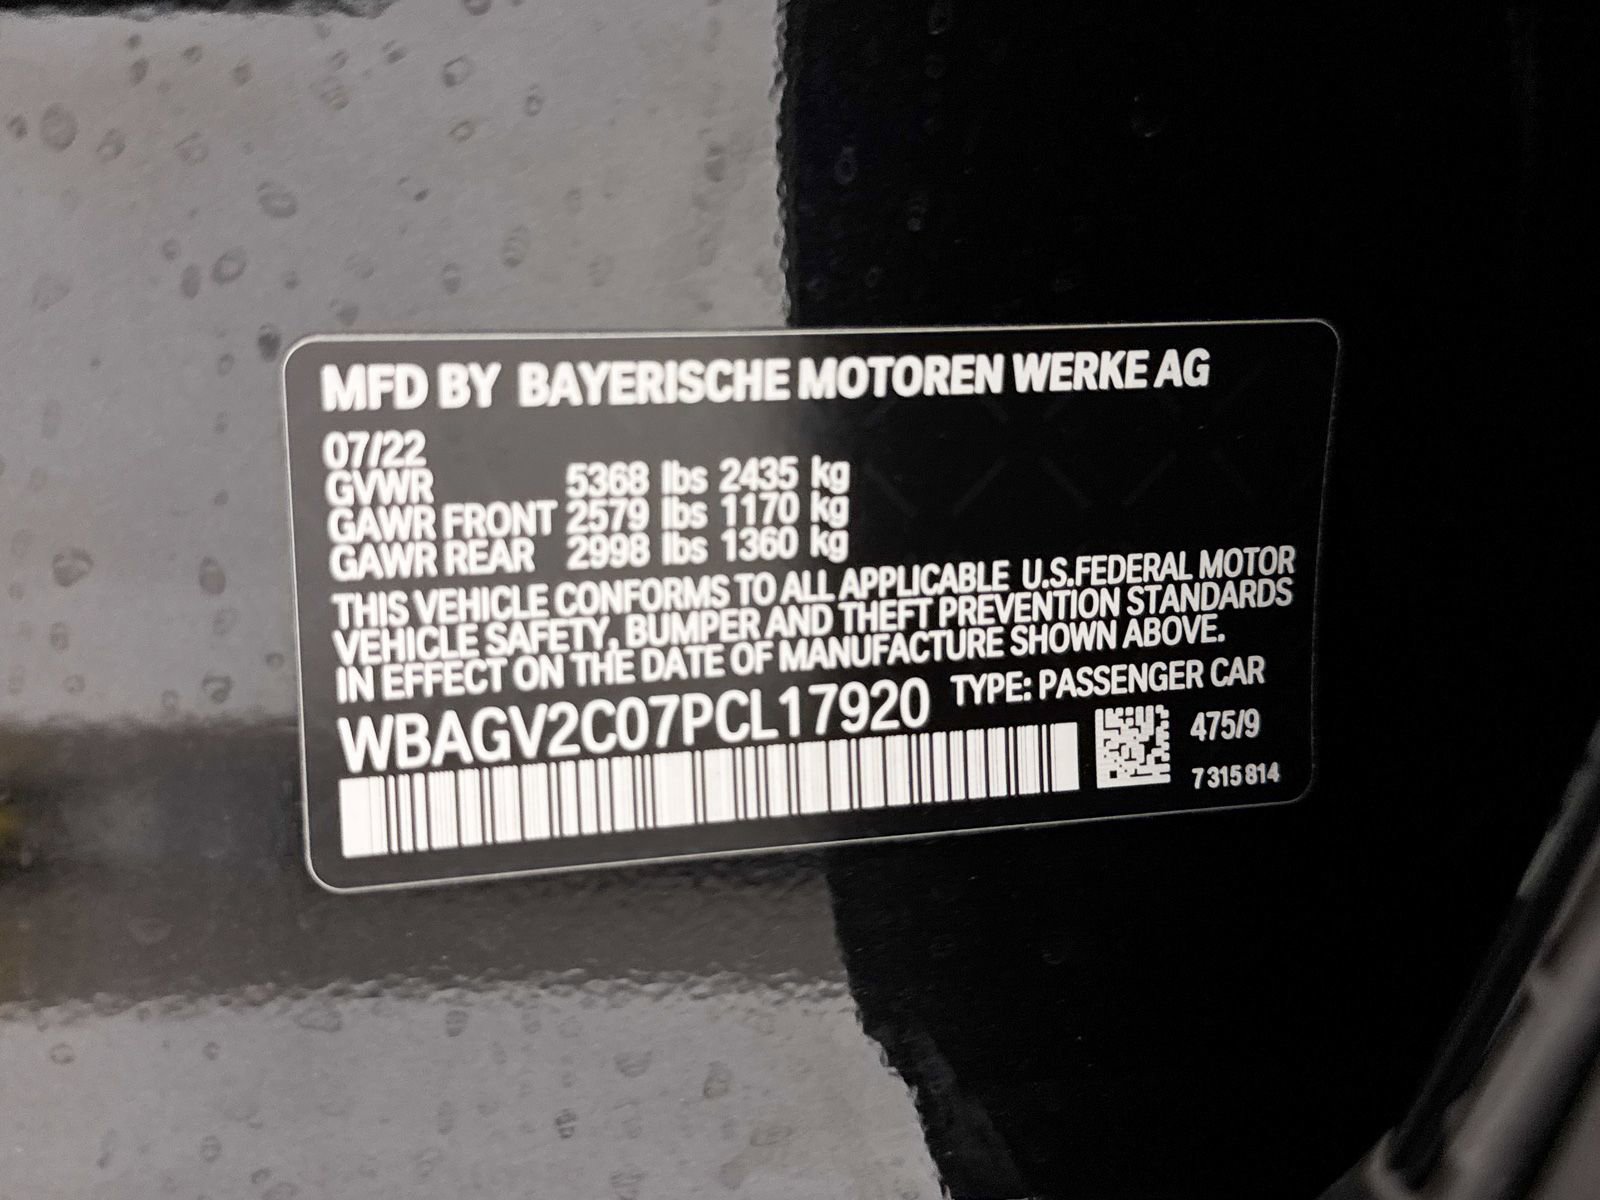 MFD BY BAYERISCHE MOTOREN WERKE AG
07/22
GVWR 5368 lbs 2435 kg
GAWR FRONT 2579 lbs 1170 kg
GAWR REAR 2998 lbs 1360 kg
THIS VEHICLE CONFORMS TO ALL APPLICABLE U.S.FEDERAL MOTOR
VEHICLE SAFETY, BUMPER AND THEFT PREVENTION STANDARDS
IN EFFECT ON THE DATE OF MANUFACTURE SHOWN ABOVE.
WBAGV2C07PCL17920 TYPE: PASSENGER CAR
475/9
7 315 814